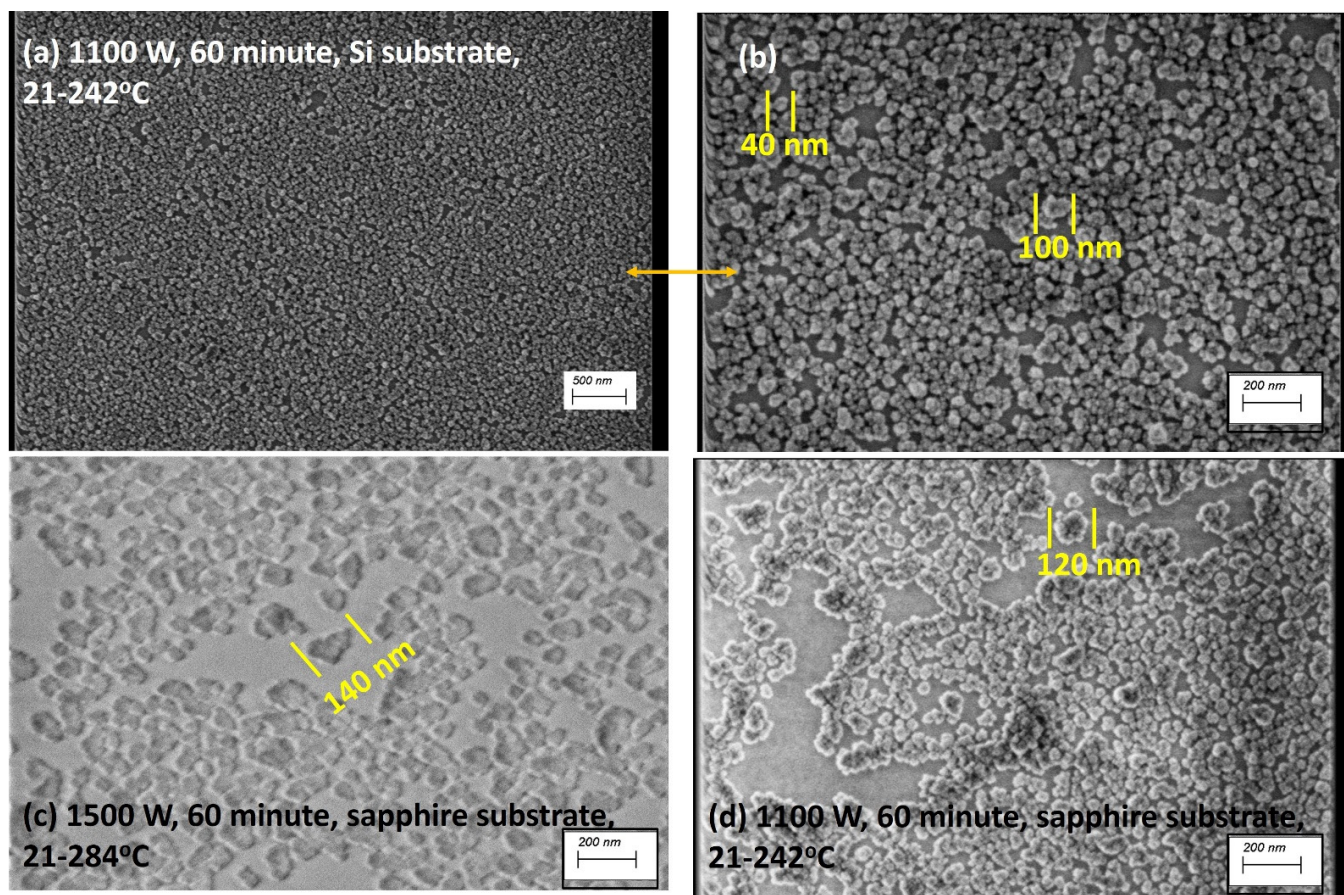 (a) 1100 W, 60 minute, Si substrate,
21-242°C
500 nm
(b)
40 nm
100 nm
200 nm
140 nm
(c) 1500 W, 60 minute, sapphire substrate,
21-284°C
200 nm
120 nm
(d) 1100 W, 60 minute, sapphire substrate,
21-242°C
200 nm